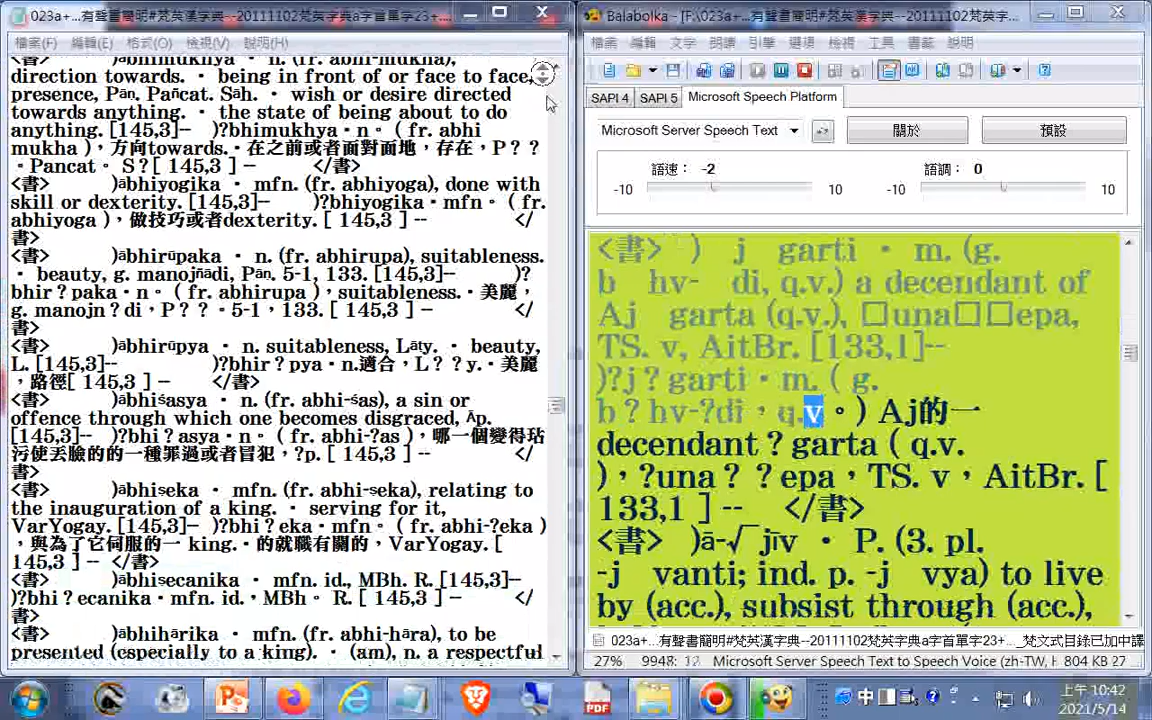 023a+...有聲書簡明#梵英漢字典--20111102梵英字典a字首單字23+...
檔案(F) 編輯(E) 格式(O) 檢視(V) 說明(H)
<書> )ābhimukhya • n. (fr. abhi-mukha),
direction towards. • being in front of or face to face,
presence, Pāṇ. Pañcat. Sāh. • wish or desire directed
towards anything. • the state of being about to do
anything. [145,3]— )?bhimukhya•n。( fr. abhi
mukha ),方向towards.•在之前或者面對面地,存在,P??
。Pancat. S?[ 145,3 ] -- </書>
<書> )ābhiyogika • mfn. (fr. abhiyoga), done with
skill or dexterity. [145,3]— )?bhiyogika•mfn。( fr.
abhiyoga ),做技巧或者dexterity. [ 145,3 ] -- </
書>
<書> )ābhirūpaka • n. (fr. abhirupa), suitableness.
• beauty, g. manojñādi, Pāṇ. 5-1, 133. [145,3]— )?
bhir?paka•n。( fr. abhirupa ),suitableness.•美麗,
g. manojn?di,P??。5-1,133. [ 145,3 ] -- </
書>
<書> )ābhirūpya • n. suitableness, Lāṭy. • beauty,
L. [145,3]— )?bhir?pya•n.適合,L??y.•美麗
,路徑[ 145,3 ] -- </書>
<書> )ābhiśasya • n. (fr. abhi-śas), a sin or
offence through which one becomes disgraced, Āp.
[145,3]— )?bhi?asya•n。( fr. abhi-?as ),哪一個變得玷
污使丟臉的的一種罪過或者冒犯,?p. [ 145,3 ] -- </
書>
<書> )ābhiṣeka • mfn. (fr. abhi-ṣeka), relating to
the inauguration of a king. • serving for it,
VarYogay. [145,3]— )?bhi?eka•mfn。( fr. abhi-?eka )
,與為了它伺服的一 king.•的就職有關的,VarYogay. [
145,3 ] -- </書>
<書> )ābhiṣecanika • mfn. id., MBh. R. [145,3]—
)?bhi?ecanika•mfn. id.,MBh。R. [ 145,3 ] -- </
書>
<書> )ābhihārika • mfn. (fr. abhi-hāra), to be
presented (especially to a king). • (am), n. a respectful
Balabolka - [F:\023a+...有聲書簡明#梵英漢字典--20111102梵英字...
檔案 編輯 文字 朗讀 引擎 選項 檢視 工具 書籤 說明
SAPI 4 SAPI 5 Microsoft Speech Platform
Microsoft Server Speech Text 關於 預設
語速: -2 語調: 0
-10 10 -10 10
<書> ) j garti • m. (g.
b hv- di, q.v.) a decendant of
Aj garta (q.v.), □una□□epa,
TS. v, AitBr. [133,1]—
)?j?garti•m. ( g.
b?hv-?di,q.v。) Aj的一
decendant ? garta ( q.v.
),?una??epa,TS. v,AitBr. [
133,1 ] -- </書>
<書> )ā-√jīv • P. (3. pl.
-j vanti; ind. p. -j vya) to live
by (acc.), subsist through (acc.),
023a+...有聲書簡明#梵英漢字典--20111102梵英字典a字首單字23+..._梵文式目錄已加中譯
27% 9948: 12 Microsoft Server Speech Text to Speech Voice (zh-TW, H 804 KB 27
中
上午 10:42
2021/5/14